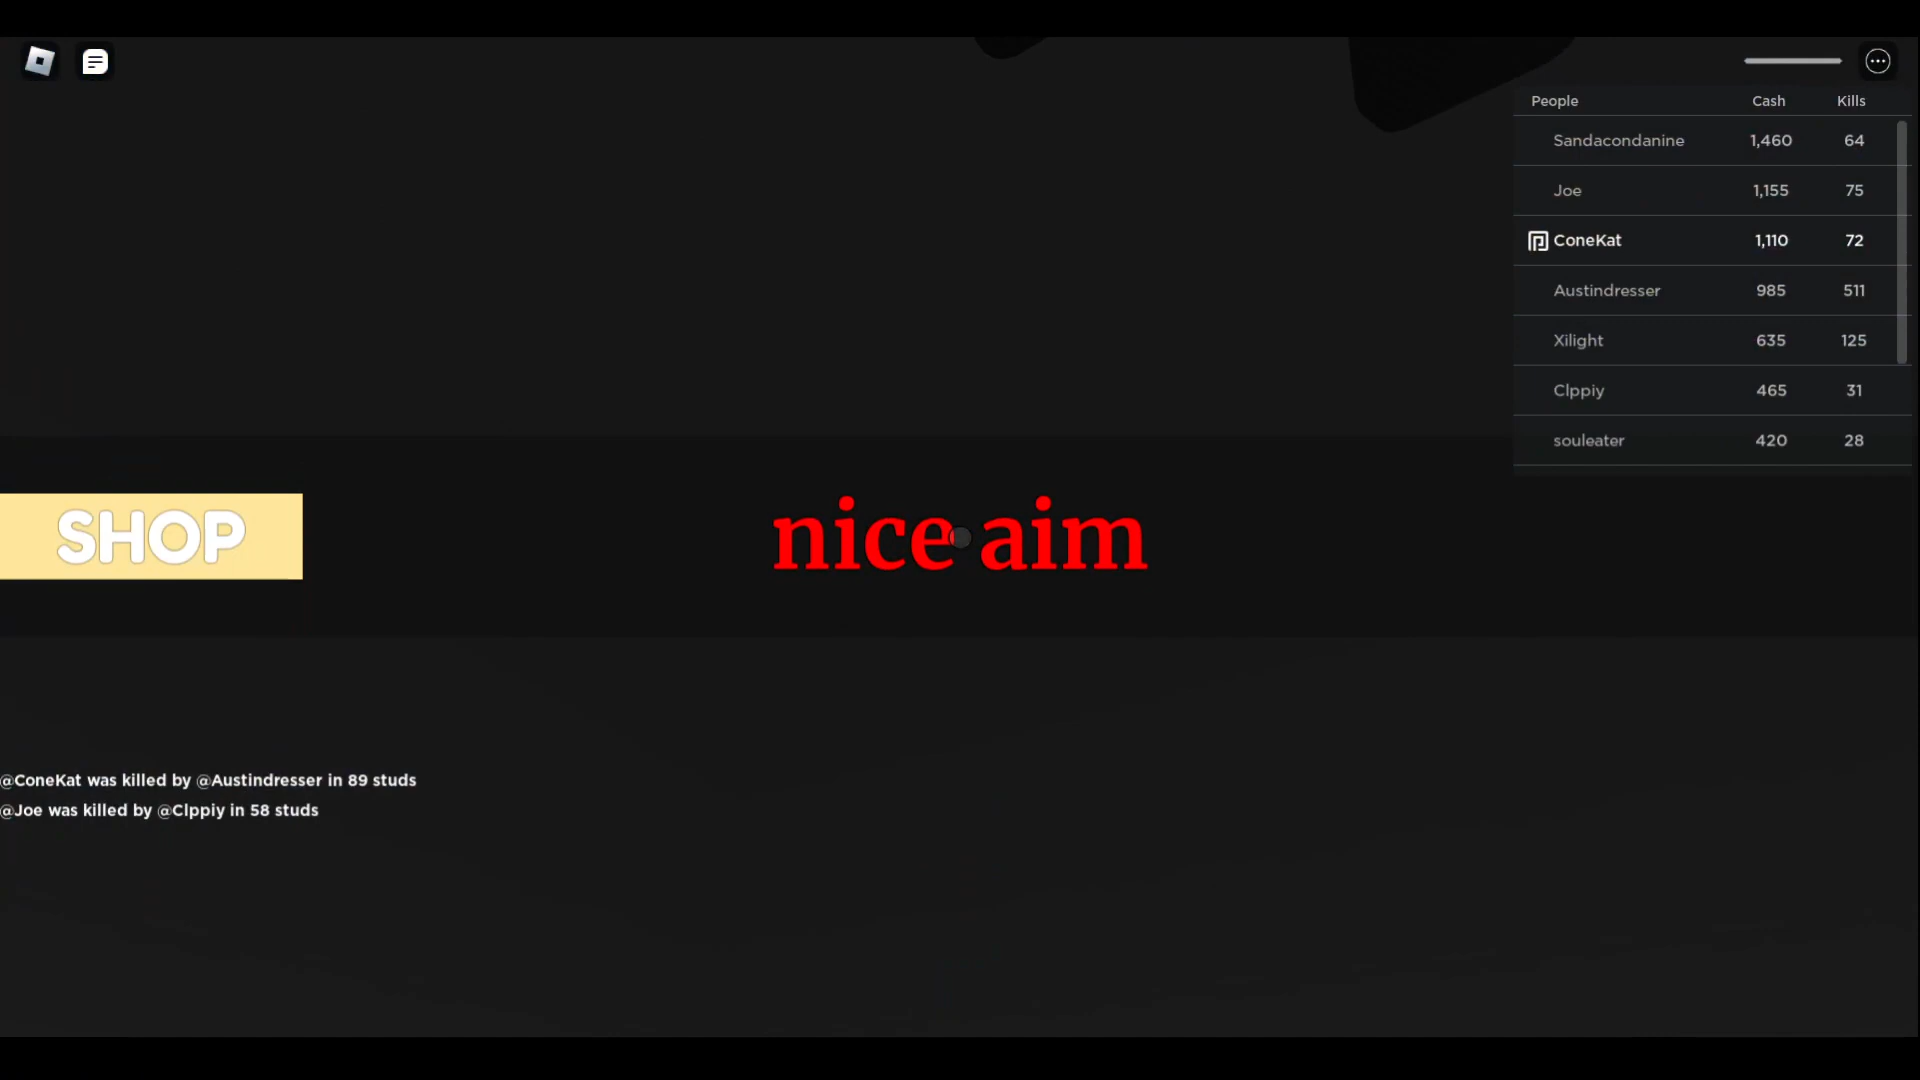 People Cash Kills
Sandacondanine 1,460 64
Joe 1,155 75
ConeKat 1,110 72
Austindresser 985 511
Xilight 635 125
Clppiy 465 31
souleater 420 28
SHOP
nice aim
@ConeKat was killed by @Austindresser in 89 studs
@Joe was killed by @Clppiy in 58 studs